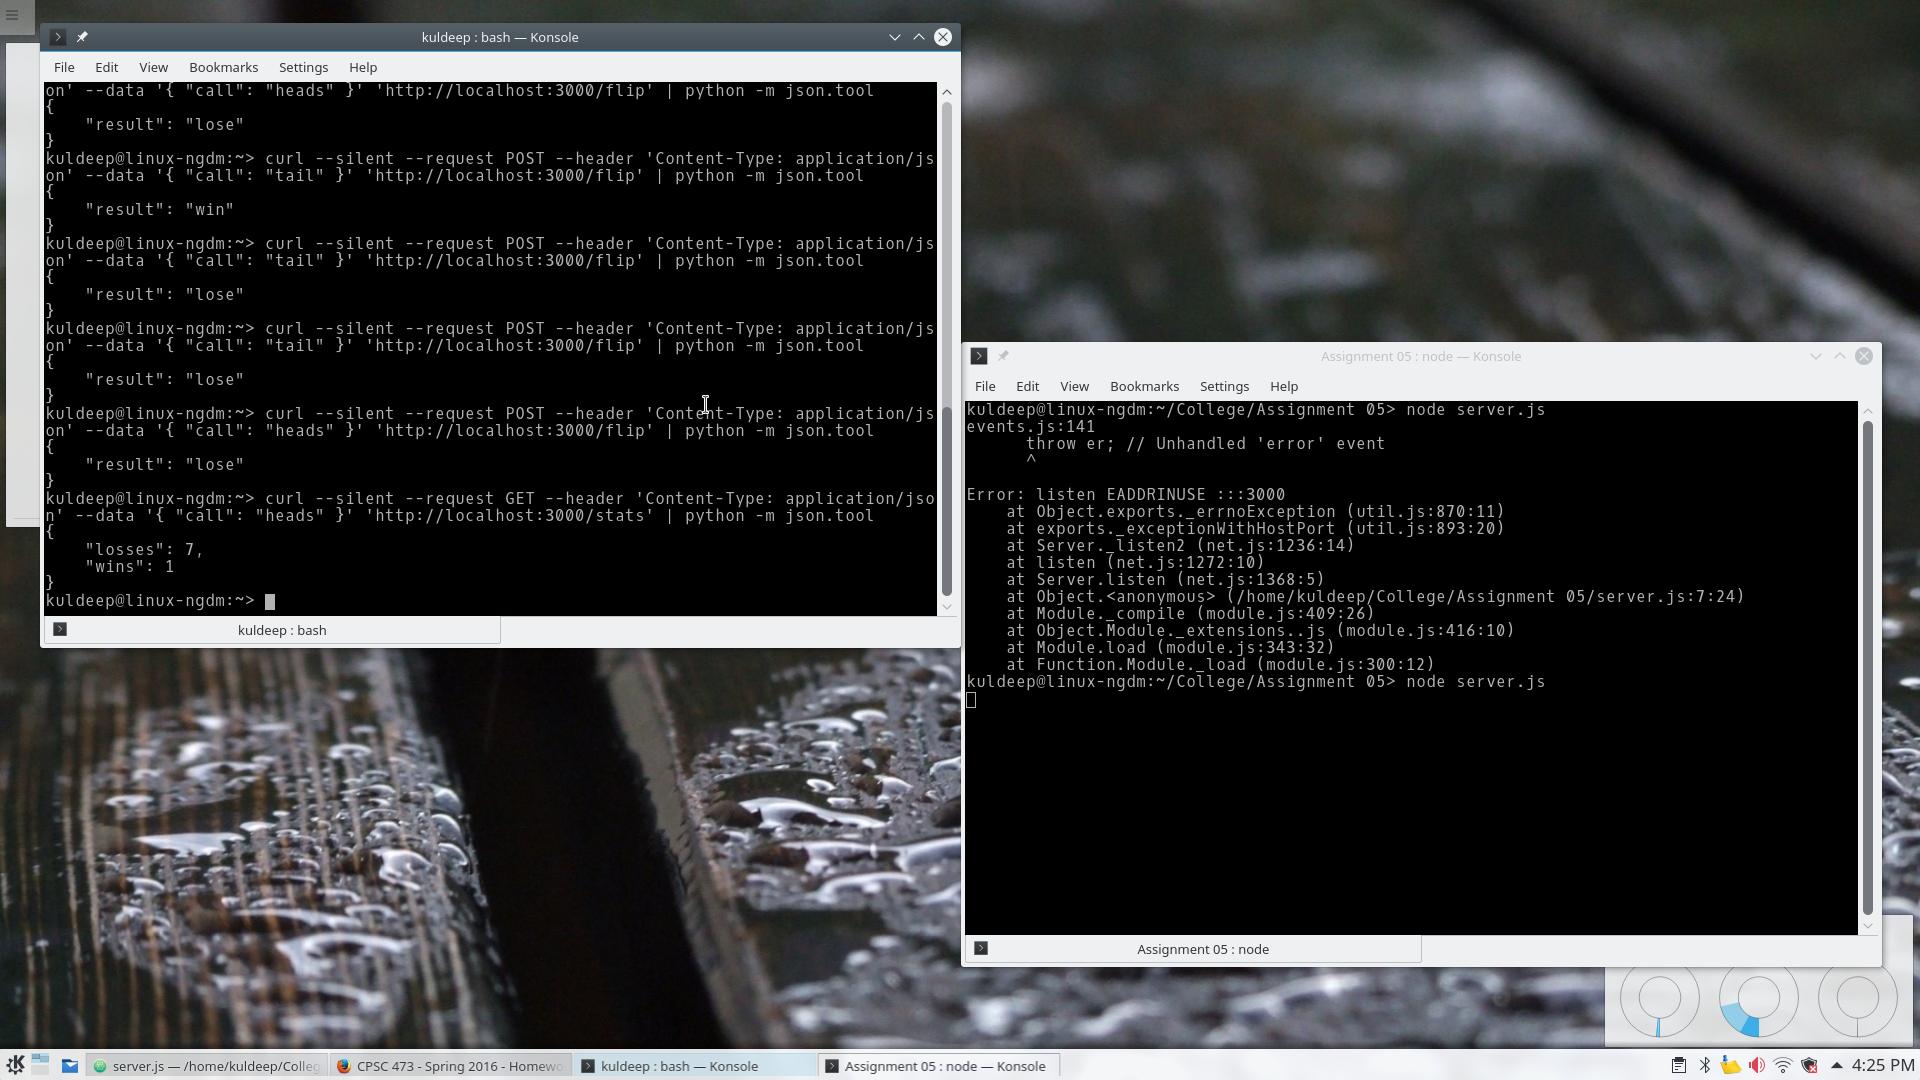 kuldeep : bash — Konsole
File Edit View Bookmarks Settings Help
on' --data '{ "call": "heads" }' 'http://localhost:3000/flip' | python -m json.tool
{
    "result": "lose"
}
kuldeep@linux-ngdm:~> curl --silent --request POST --header 'Content-Type: application/js
on' --data '{ "call": "tail" }' 'http://localhost:3000/flip' | python -m json.tool
{
    "result": "win"
}
kuldeep@linux-ngdm:~> curl --silent --request POST --header 'Content-Type: application/js
on' --data '{ "call": "tail" }' 'http://localhost:3000/flip' | python -m json.tool
{
    "result": "lose"
}
kuldeep@linux-ngdm:~> curl --silent --request POST --header 'Content-Type: application/js
on' --data '{ "call": "tail" }' 'http://localhost:3000/flip' | python -m json.tool
{
    "result": "lose"
}
kuldeep@linux-ngdm:~> curl --silent --request POST --header 'Content-Type: application/js
on' --data '{ "call": "heads" }' 'http://localhost:3000/flip' | python -m json.tool
{
    "result": "lose"
}
kuldeep@linux-ngdm:~> curl --silent --request GET --header 'Content-Type: application/jso
n' --data '{ "call": "heads" }' 'http://localhost:3000/stats' | python -m json.tool
{
    "losses": 7,
    "wins": 1
}
kuldeep@linux-ngdm:~>
kuldeep : bash
Assignment 05 : node — Konsole
File Edit View Bookmarks Settings Help
kuldeep@linux-ngdm:~/College/Assignment 05> node server.js
events.js:141
      throw er; // Unhandled 'error' event
      ^
Error: listen EADDRINUSE :::3000
    at Object.exports._errnoException (util.js:870:11)
    at exports._exceptionWithHostPort (util.js:893:20)
    at Server._listen2 (net.js:1236:14)
    at listen (net.js:1272:10)
    at Server.listen (net.js:1368:5)
    at Object.<anonymous> (/home/kuldeep/College/Assignment 05/server.js:7:24)
    at Module._compile (module.js:409:26)
    at Object.Module._extensions..js (module.js:416:10)
    at Module.load (module.js:343:32)
    at Function.Module._load (module.js:300:12)
kuldeep@linux-ngdm:~/College/Assignment 05> node server.js
Assignment 05 : node
server.js — /home/kuldeep/Colleg
CPSC 473 - Spring 2016 - Homewo
kuldeep : bash — Konsole
Assignment 05 : node — Konsole
4:25 PM